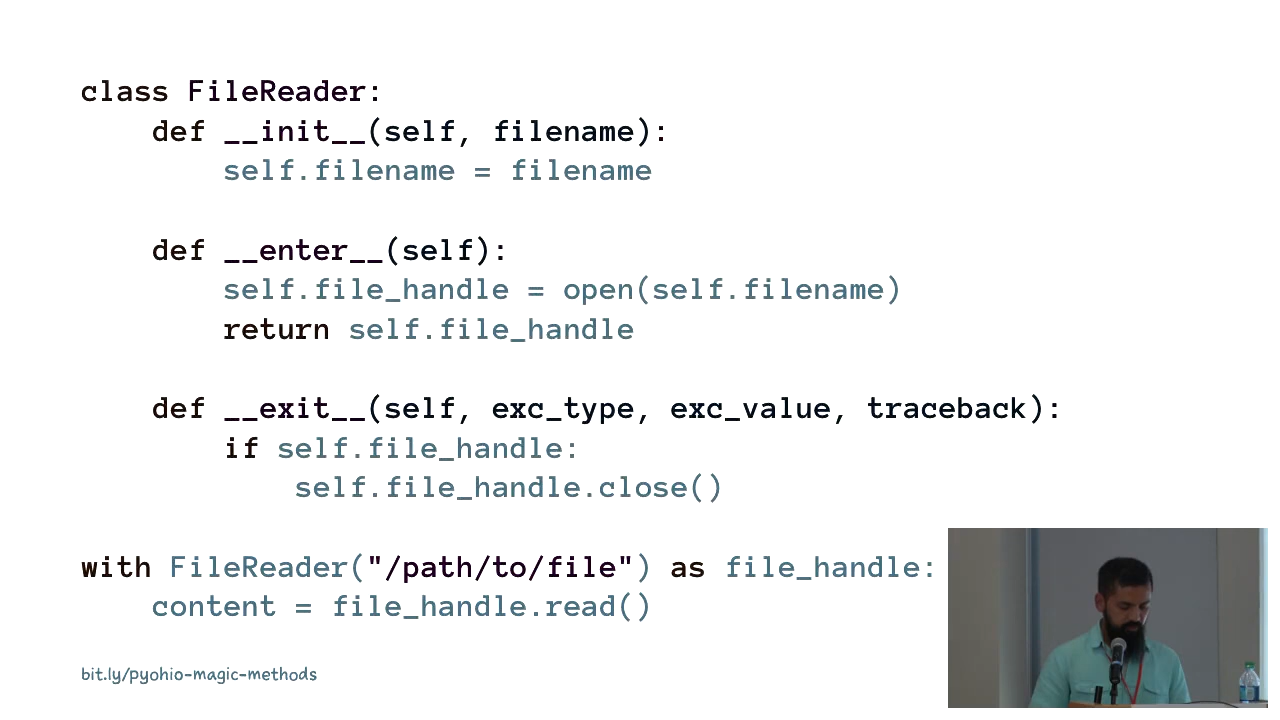 class FileReader:
    def __init__(self, filename):
        self.filename = filename

    def __enter__(self):
        self.file_handle = open(self.filename)
        return self.file_handle

    def __exit__(self, exc_type, exc_value, traceback):
        if self.file_handle:
            self.file_handle.close()

with FileReader("/path/to/file") as file_handle:
    content = file_handle.read()

bit.ly/pyohio-magic-methods